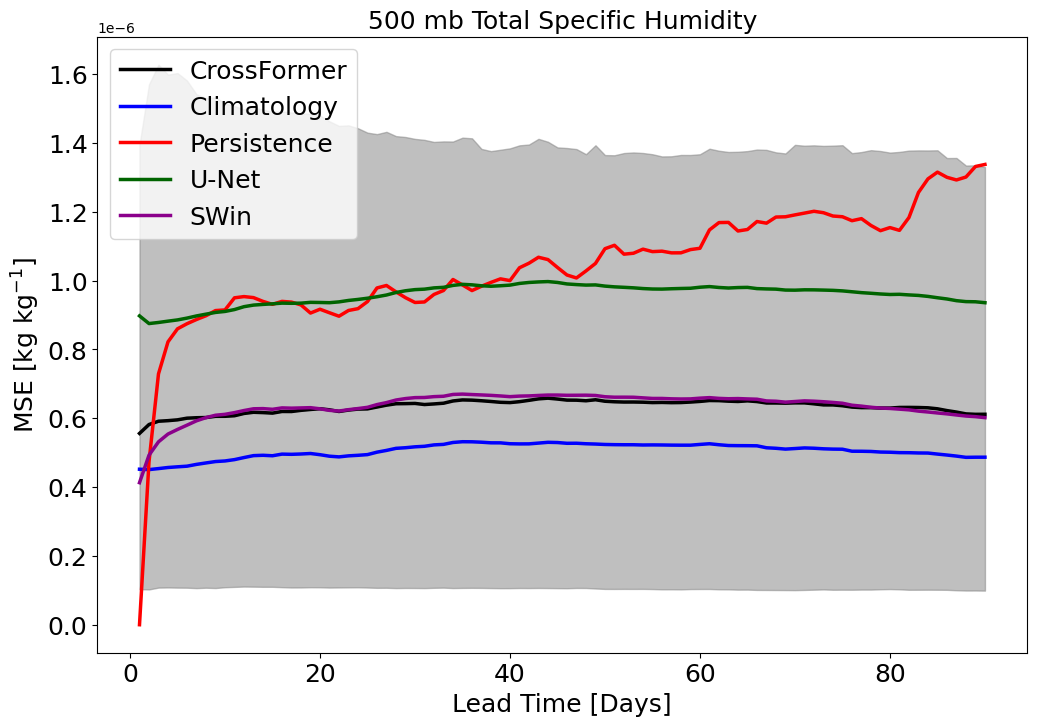 500 mb Total Specific Humidity
1e−6
CrossFormer
Climatology
Persistence
U-Net
SWin
1.6
1.4
1.2
1.0
0.8
0.6
0.4
0.2
0.0
MSE [kg kg⁻¹]
0 20 40 60 80
Lead Time [Days]